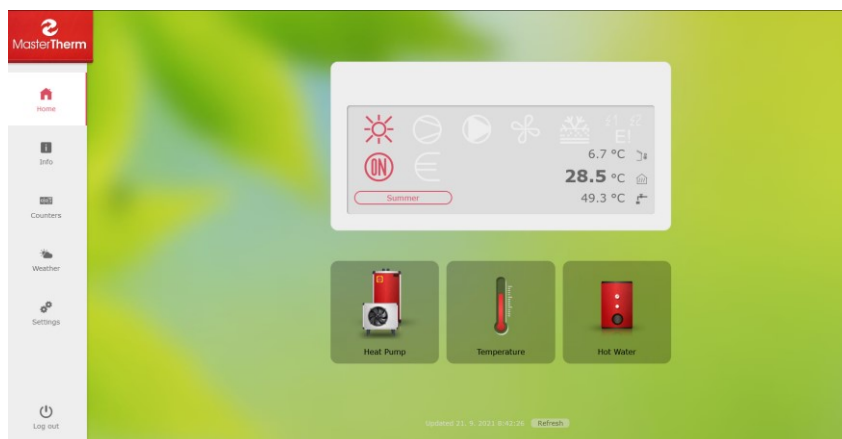 MasterTherm
Home
Info
Counters
Weather
Settings
Log out
ON
6.7 °C
28.5 °C
49.3 °C
Summer
Heat Pump
Temperature
Hot Water
Updated 21. 9. 2021 8:42:26 Refresh